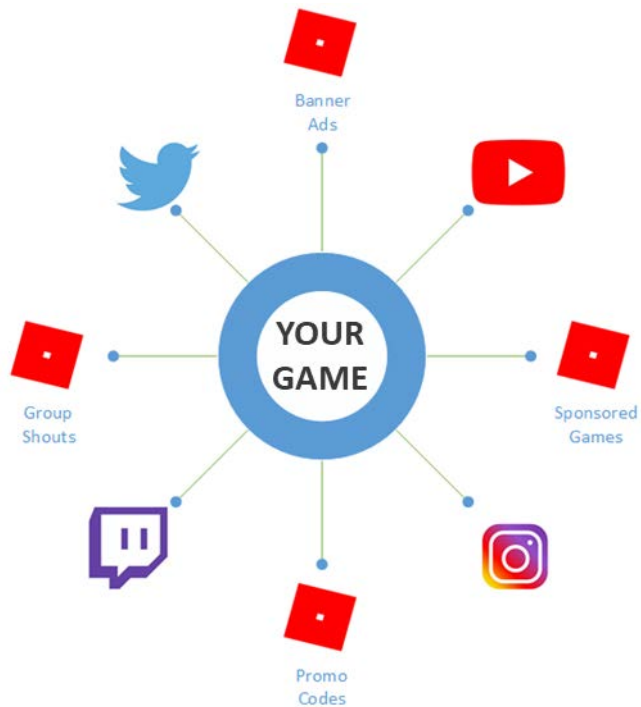 Banner
Ads
YOUR
GAME
Group
Shouts
Sponsored
Games
Promo
Codes